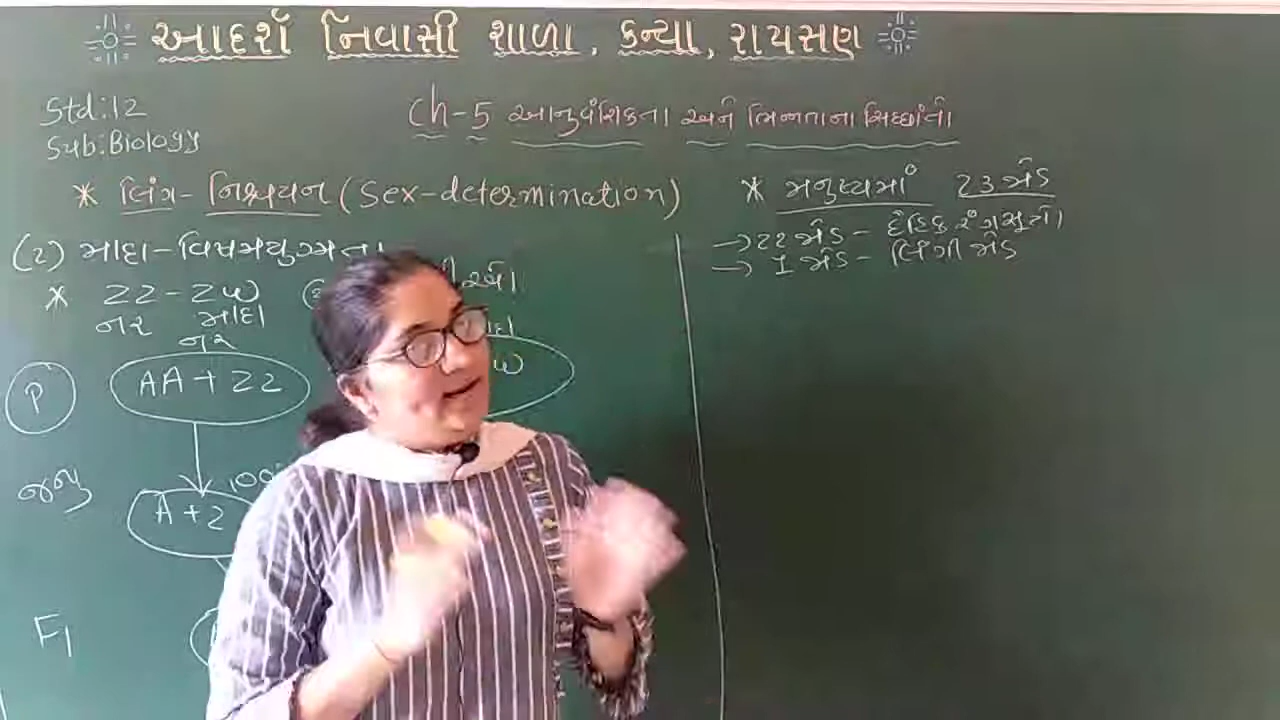 આદર્શ નિવાસી શાળા, કન્યા, રાયસણ
Std:12
Sub:Biology
Ch-5 આનુવંશિકતા અને ભિન્નતાના સિદ્ધાંતો
* લિંગ-નિશ્ચયન (Sex-determination)
(2) માદા-વિષમયુગ્મતા
* ZZ-ZW
નર માદા
નર
P
AA+ZZ
W
જન્યુ
100
A+Z
F1
* મનુષ્યમાં 23 જોડ
→ 22 જોડ - દૈહિક રંગસૂત્રો
→ 1 જોડ - લિંગી જોડ